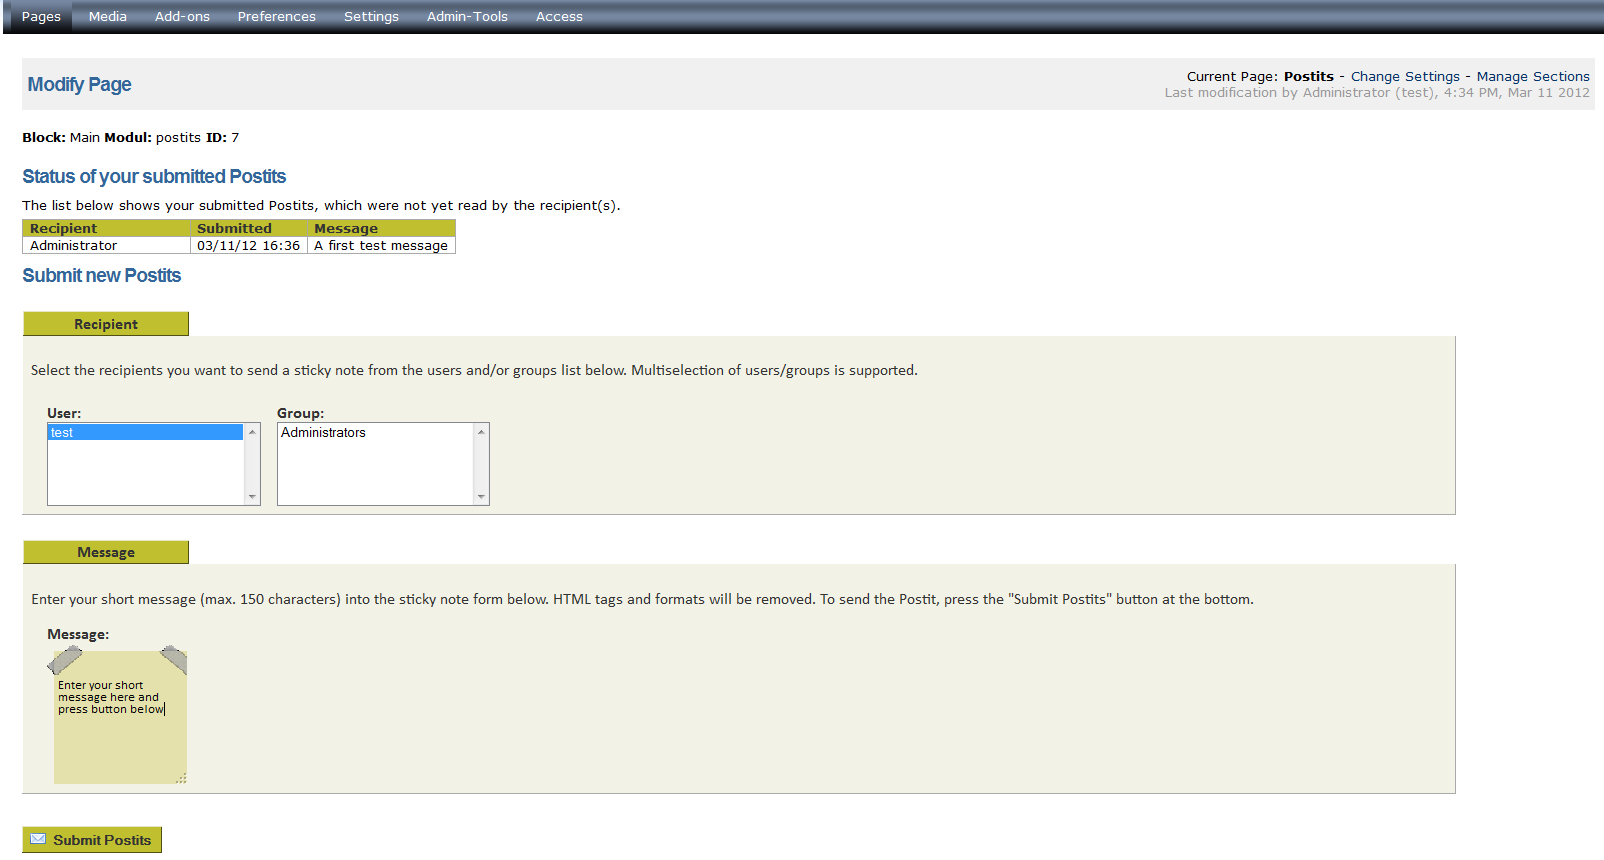 Pages Media Add-ons Preferences Settings Admin-Tools Access
Modify Page
Current Page: Postits - Change Settings - Manage Sections
Last modification by Administrator (test), 4:34 PM, Mar 11 2012
Block: Main Modul: postits ID: 7
Status of your submitted Postits
The list below shows your submitted Postits, which were not yet read by the recipient(s).
Recipient Submitted Message
Administrator 03/11/12 16:36 A first test message
Submit new Postits
Recipient
Select the recipients you want to send a sticky note from the users and/or groups list below. Multiselection of users/groups is supported.
User: Group:
test Administrators
Message
Enter your short message (max. 150 characters) into the sticky note form below. HTML tags and formats will be removed. To send the Postit, press the "Submit Postits" button at the bottom.
Message:
Enter your short
message here and
press button below
Submit Postits